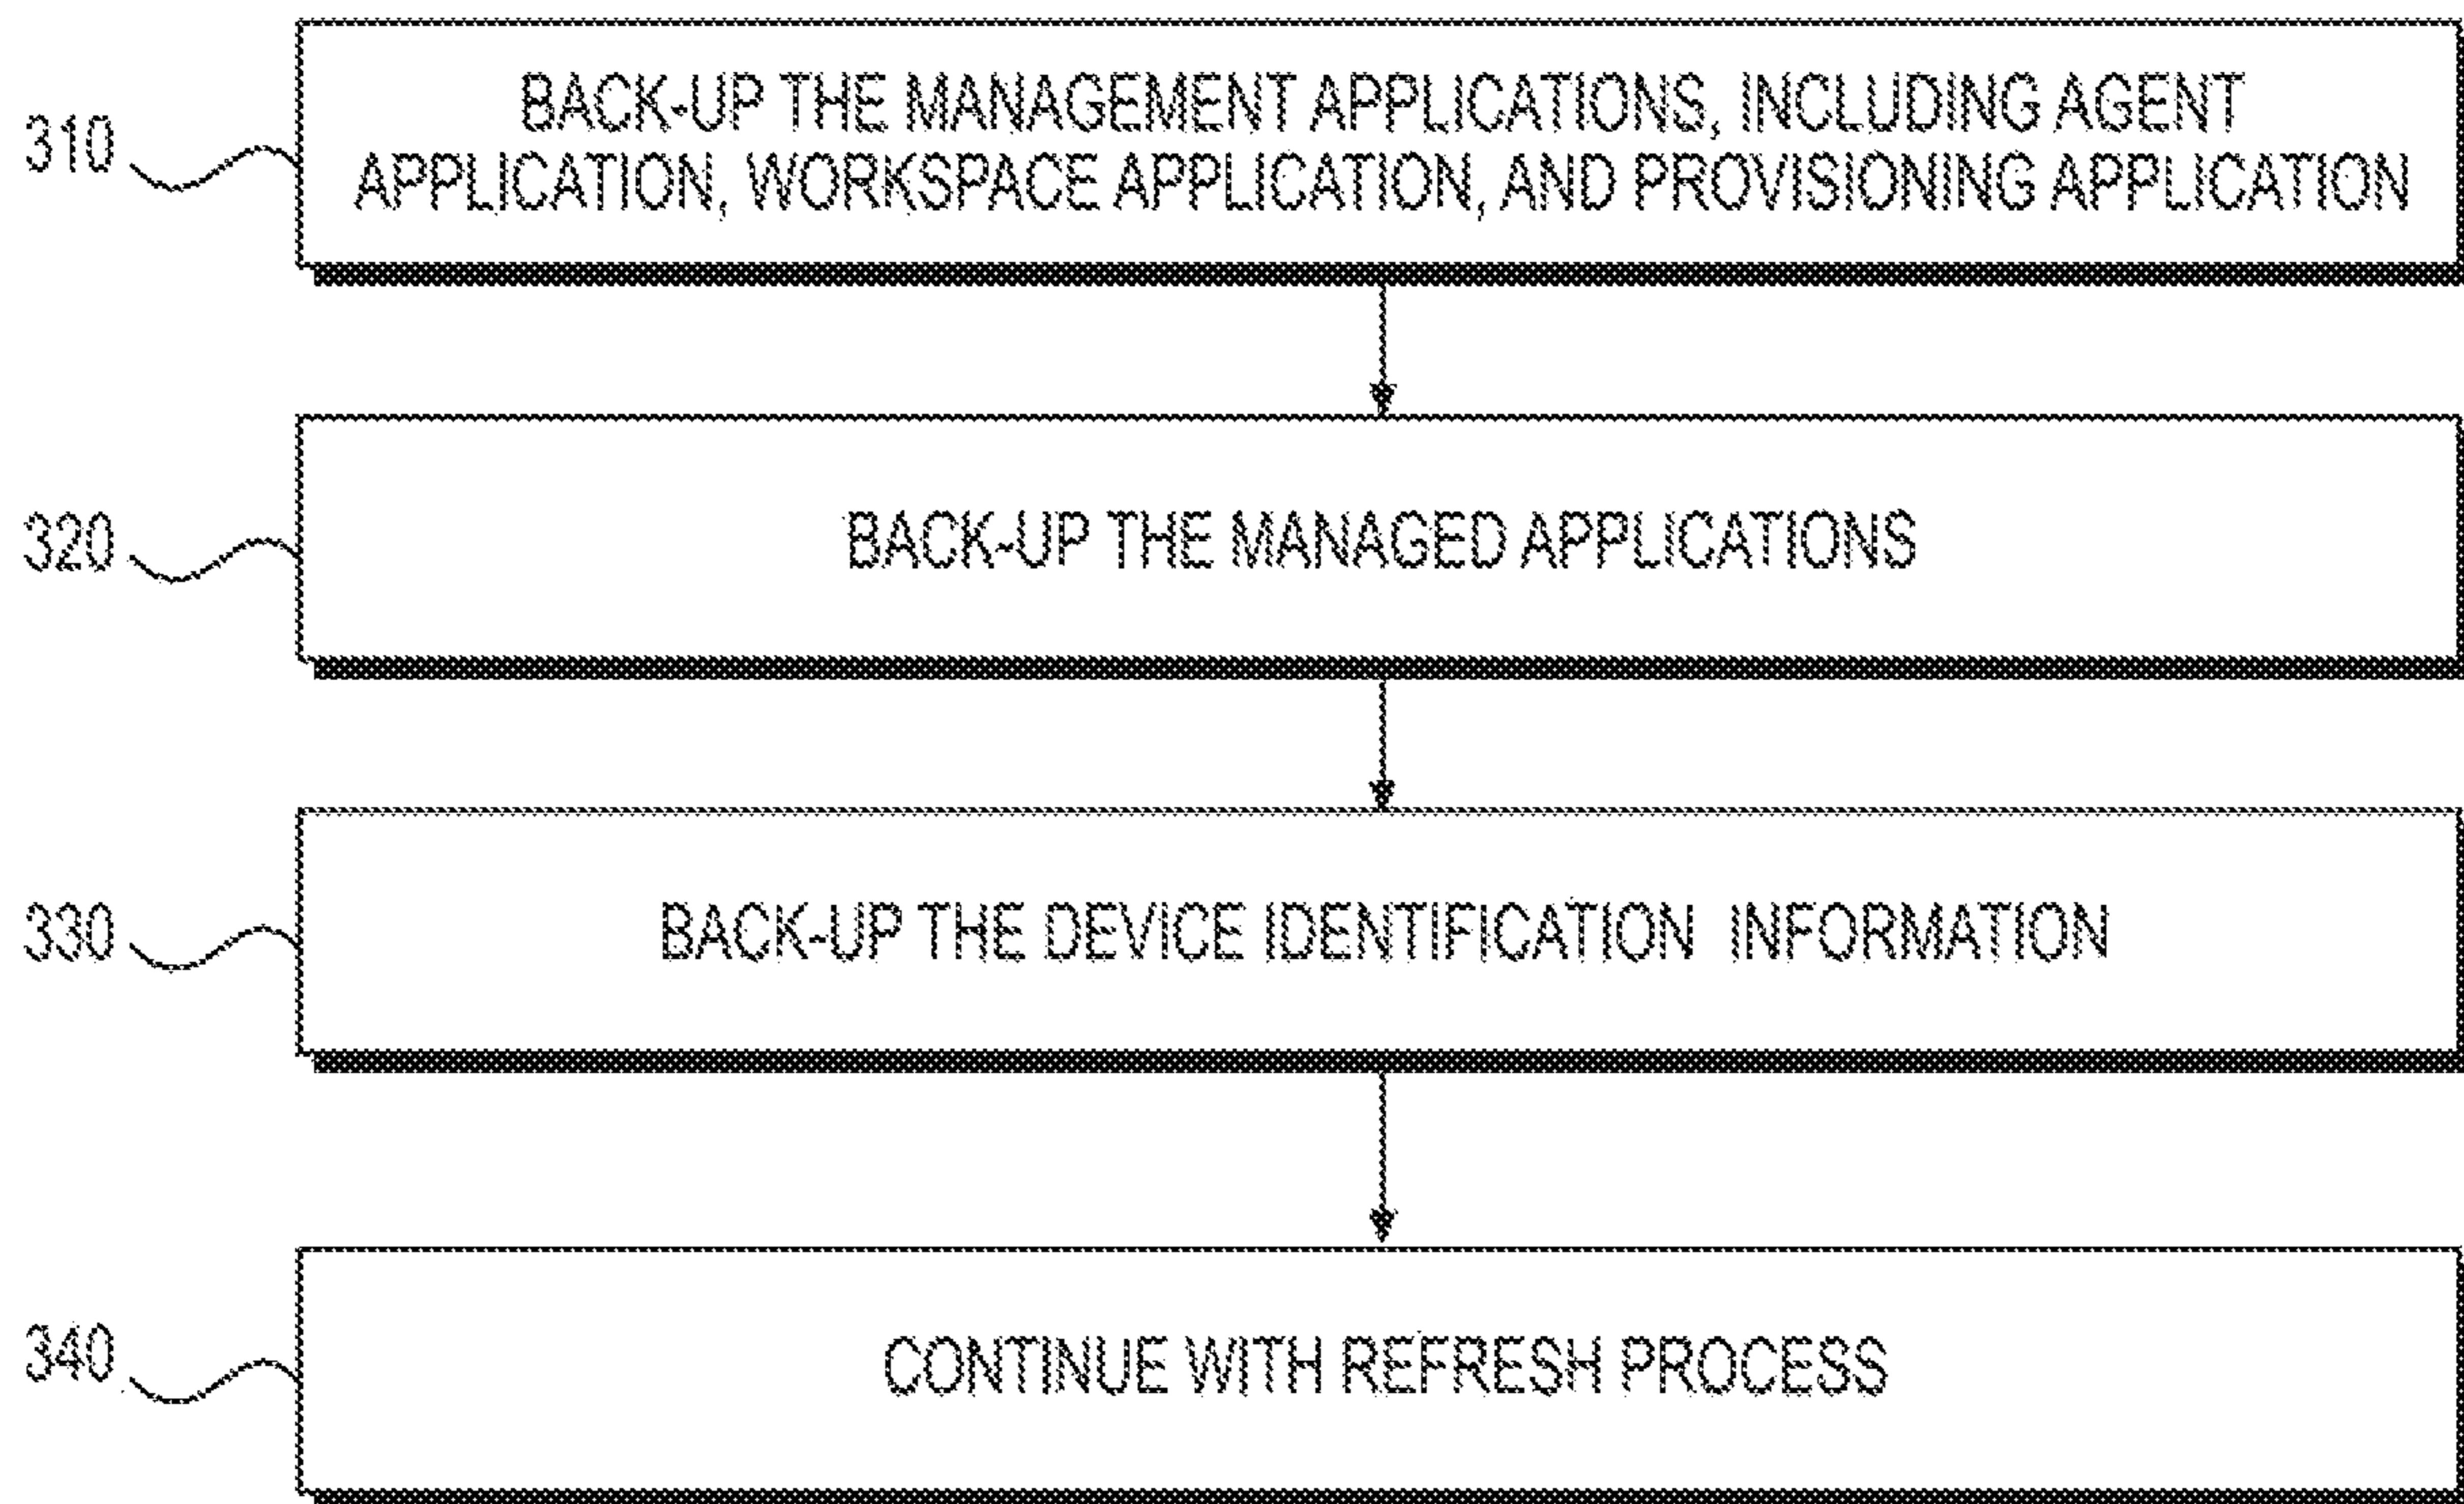 310
BACK-UP THE MANAGEMENT APPLICATIONS, INCLUDING AGENT
APPLICATION, WORKSPACE APPLICATION, AND PROVISIONING APPLICATION
320
BACK-UP THE MANAGED APPLICATIONS
330
BACK-UP THE DEVICE IDENTIFICATION INFORMATION
340
CONTINUE WITH REFRESH PROCESS